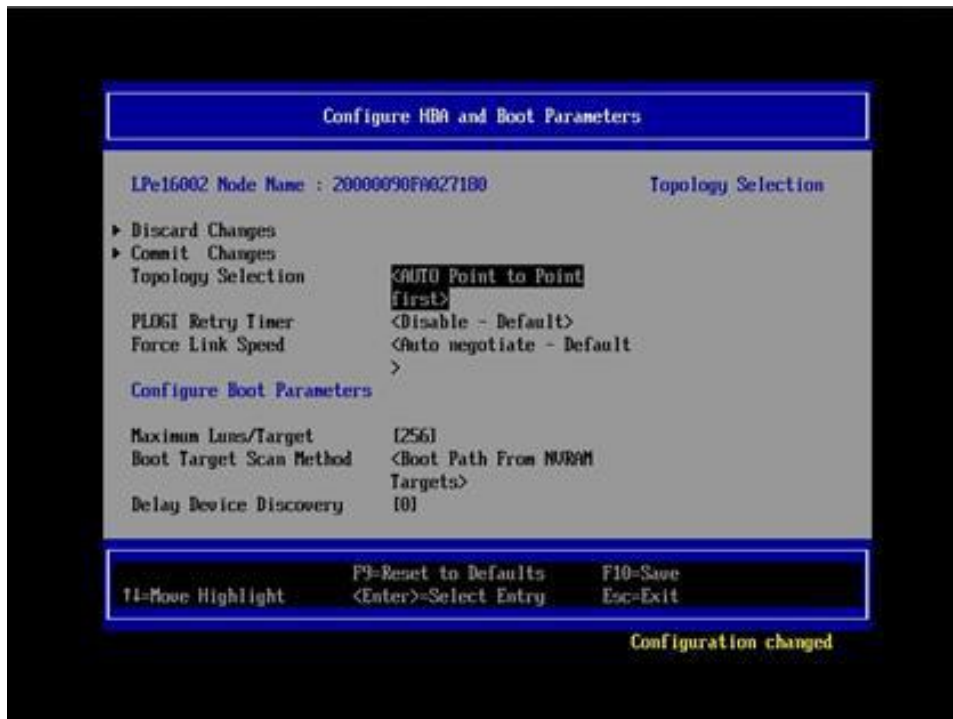 Configure HBA and Boot Parameters
LPe16002 Node Name : 20000090FA027180 Topology Selection
▶ Discard Changes
▶ Commit Changes
Topology Selection <AUTO Point to Point
first>
PLOGI Retry Timer <Disable - Default>
Force Link Speed <Auto negotiate - Default
>
Configure Boot Parameters
Maximum Luns/Target [256]
Boot Target Scan Method <Boot Path From NVRAM
Targets>
Delay Device Discovery [0]
F9=Reset to Defaults F10=Save
↑↓=Move Highlight <Enter>=Select Entry Esc=Exit
Configuration changed